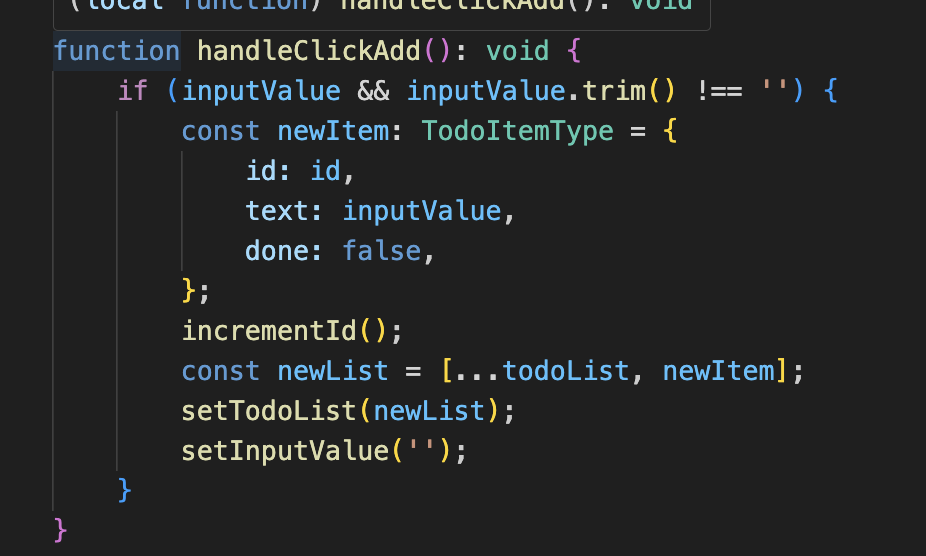 (local function) handleClickAdd(): void
function handleClickAdd(): void {
if (inputValue && inputValue.trim() !== '') {
const newItem: TodoItemType = {
id: id,
text: inputValue,
done: false,
};
incrementId();
const newList = [...todoList, newItem];
setTodoList(newList);
setInputValue('');
}
}